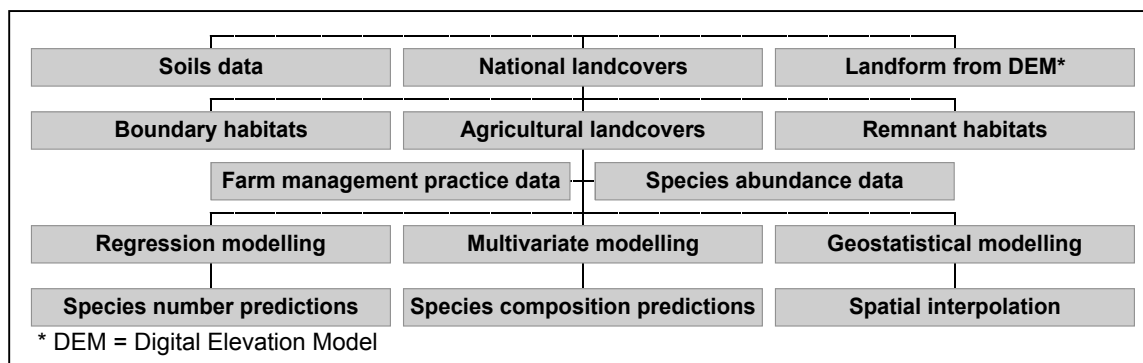 Soils data
National landcovers
Landform from DEM*
Boundary habitats
Agricultural landcovers
Remnant habitats
Farm management practice data
Species abundance data
Regression modelling
Multivariate modelling
Geostatistical modelling
Species number predictions
Species composition predictions
Spatial interpolation
* DEM = Digital Elevation Model